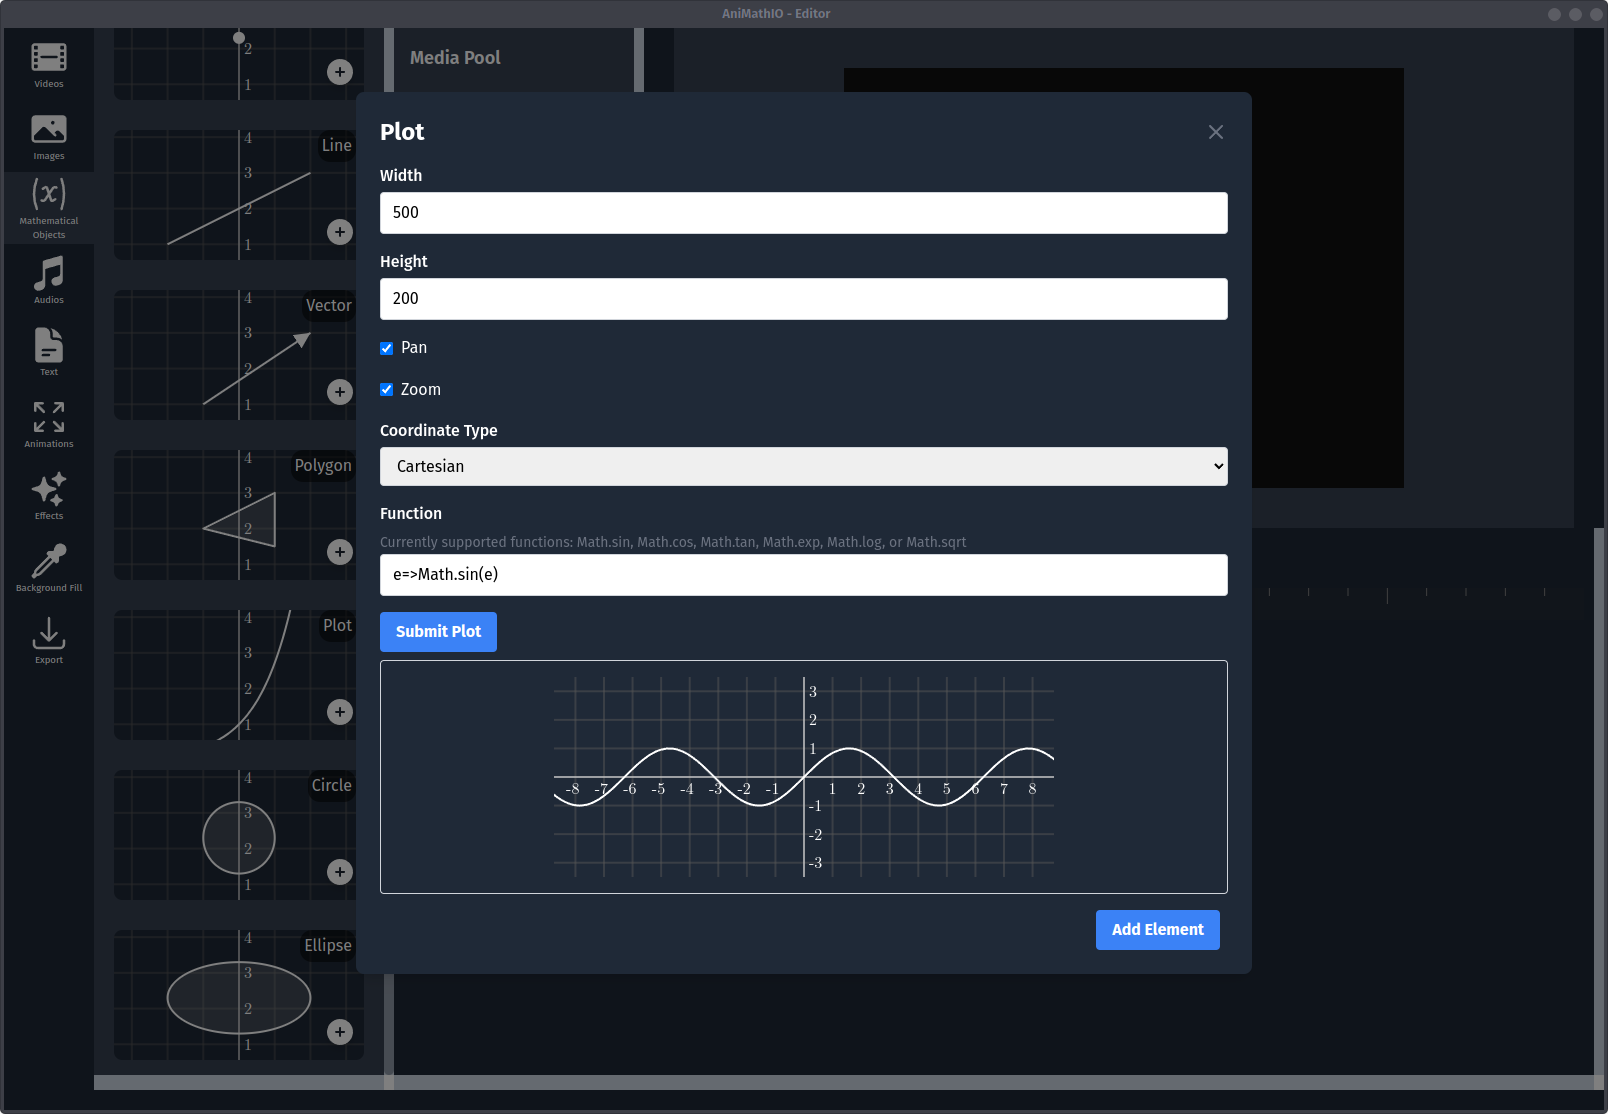 AniMathIO - Editor
Videos
Images
Mathematical
Objects
Audios
Text
Animations
Effects
Background Fill
Export
2
1
4
Line
3
2
1
4
Vector
3
2
1
4
Polygon
3
2
1
4
Plot
3
2
1
4
Circle
3
2
1
4
Ellipse
3
2
1
Media Pool
Plot
Width
500
Height
200
Pan
Zoom
Coordinate Type
Cartesian
Function
Currently supported functions: Math.sin, Math.cos, Math.tan, Math.exp, Math.log, or Math.sqrt
e=>Math.sin(e)
Submit Plot
3
2
1
-8 -7 -6 -5 -4 -3 -2 -1 1 2 3 4 5 6 7 8
-1
-2
-3
Add Element